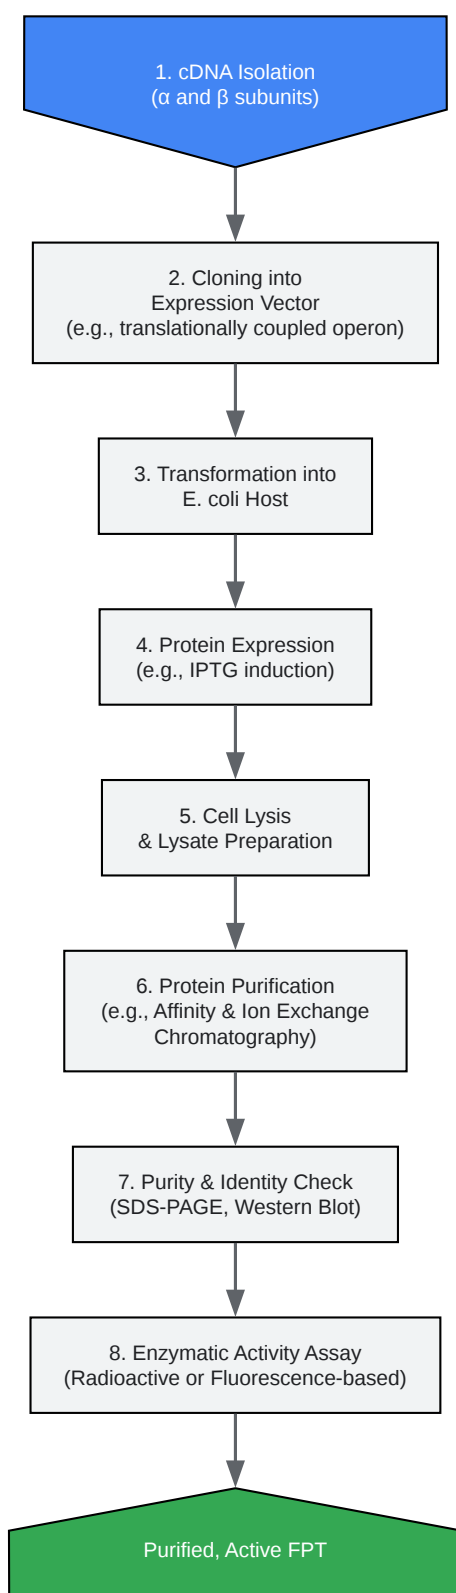 1. cDNA Isolation
(α and β subunits)
2. Cloning into
Expression Vector
(e.g., translationally coupled operon)
3. Transformation into
E. coli Host
4. Protein Expression
(e.g., IPTG induction)
5. Cell Lysis
& Lysate Preparation
6. Protein Purification
(e.g., Affinity & Ion Exchange
Chromatography)
7. Purity & Identity Check
(SDS-PAGE, Western Blot)
8. Enzymatic Activity Assay
(Radioactive or Fluorescence-based)
Purified, Active FPT